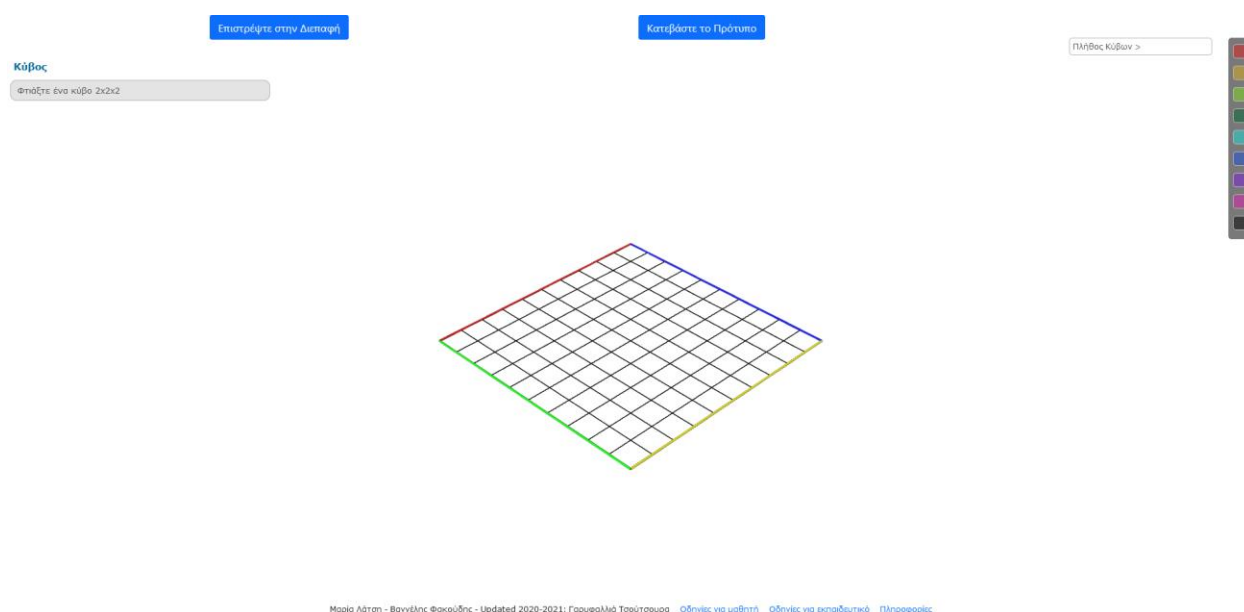 Επιστρέψτε στην Διεπαφή
Κατεβάστε το Πρότυπο
Πλήθος Κύβων >
Κύβος
Φτιάξτε ένα κύβο 2x2x2
Μαρία Λάτση - Βαγγέλης Φακούδης - Updated 2020-2021: Γαρυφαλλιά Τσούτσουρα Οδηγίες για μαθητή Οδηγίες για εκπαιδευτικό Πληροφορίες